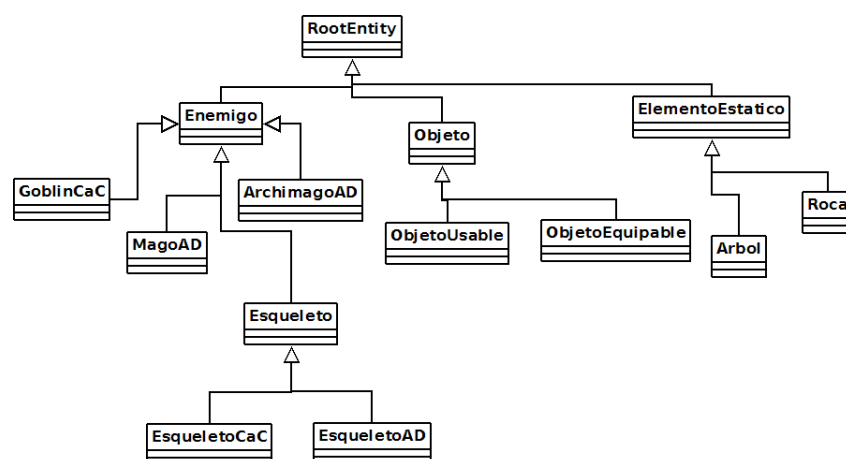 RootEntity
Enemigo
Objeto
ElementoEstatico
GoblinCaC
ArchimagoAD
MagoAD
ObjetoUsable
ObjetoEquipable
Arbol
Roca
Esqueleto
EsqueletoCaC
EsqueletoAD